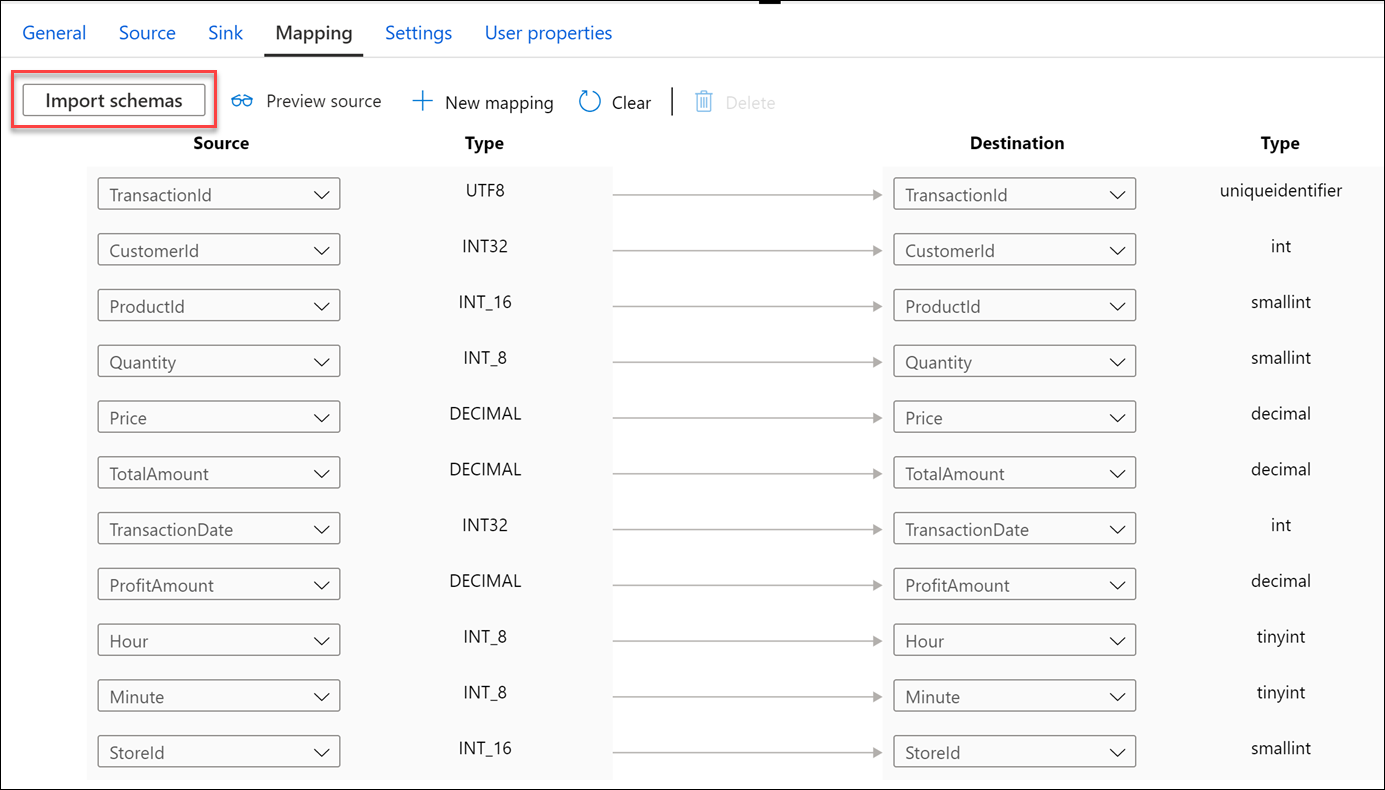 General Source Sink Mapping Settings User properties
Import schemas Preview source New mapping Clear Delete
Source Type Destination Type
TransactionId UTF8 TransactionId uniqueidentifier
CustomerId INT32 CustomerId int
ProductId INT_16 ProductId smallint
Quantity INT_8 Quantity smallint
Price DECIMAL Price decimal
TotalAmount DECIMAL TotalAmount decimal
TransactionDate INT32 TransactionDate int
ProfitAmount DECIMAL ProfitAmount decimal
Hour INT_8 Hour tinyint
Minute INT_8 Minute tinyint
StoreId INT_16 StoreId smallint